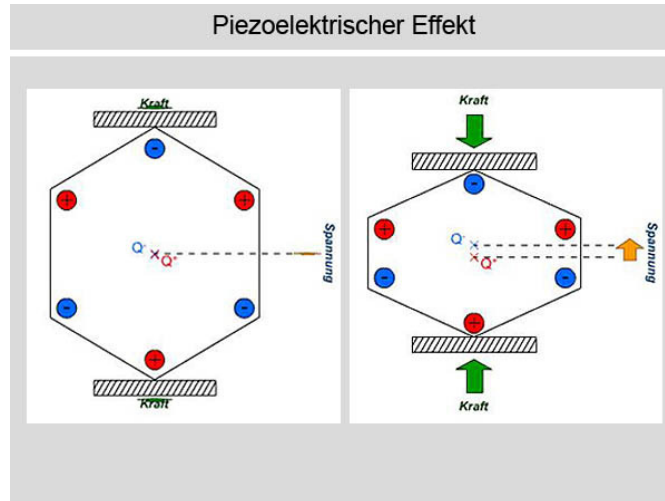 Piezoelektrischer Effekt
Kraft
-
+
+
Q-
Q+
Spannung
-
-
+
Kraft
Kraft
-
+
+
Q-
Q+
Spannung
-
-
+
Kraft